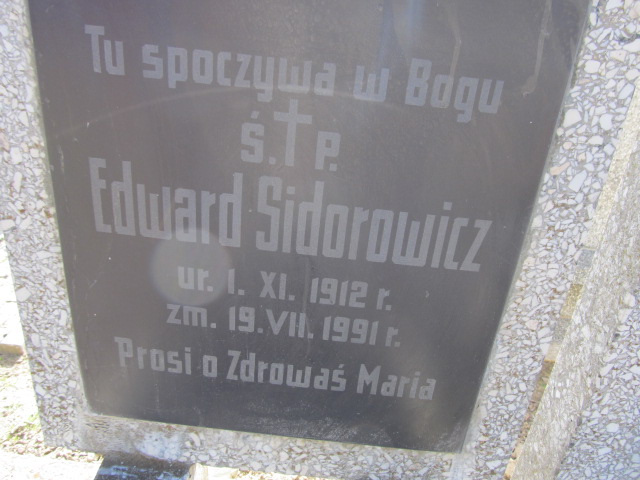 Tu spoczywa w Bogu
ś.†p.
Edward Sidorowicz
ur. 1. XI. 1912 r.
zm. 19.VII.1991 r.
Prosi o Zdrowaś Maria